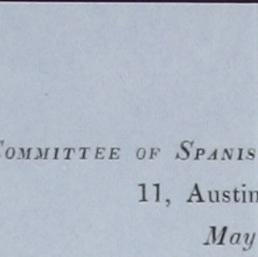 COMMITTEE OF SPANIS
11, Austin
May